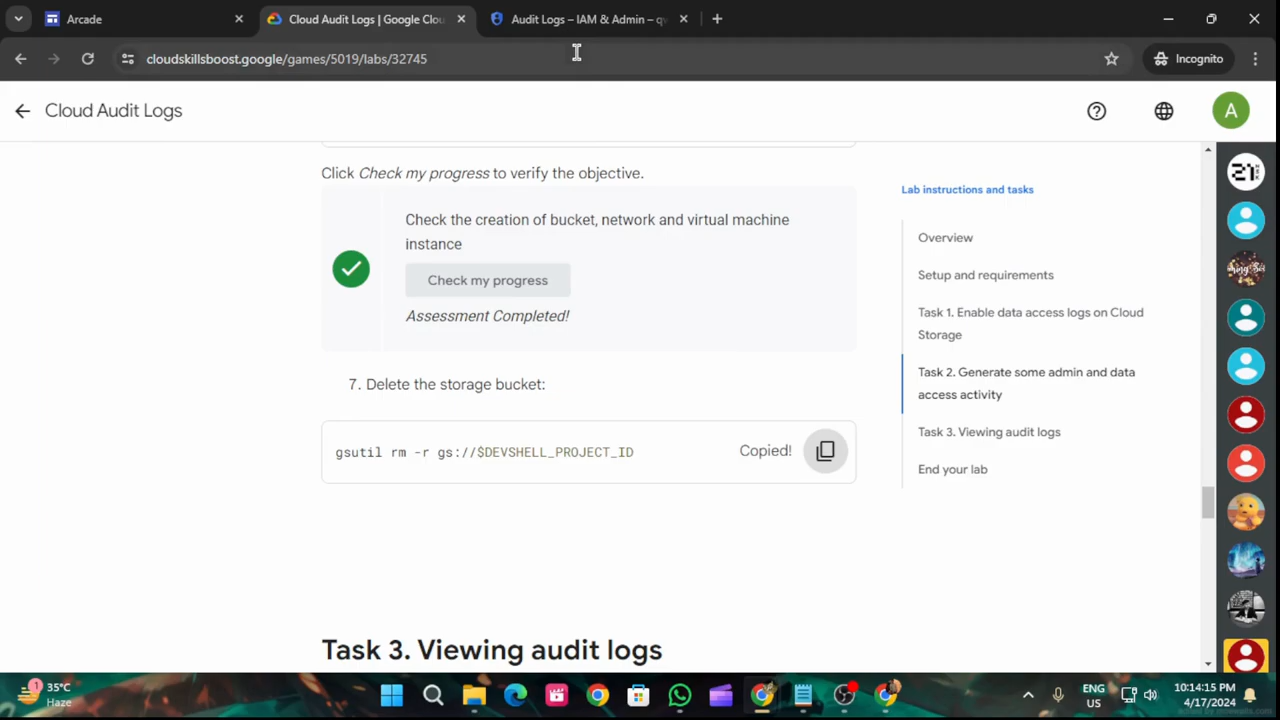 Arcade
Cloud Audit Logs | Google Clou
Audit Logs – IAM & Admin – qw
cloudskillsboost.google/games/5019/labs/32745
Incognito
Cloud Audit Logs
A
Click Check my progress to verify the objective.
Check the creation of bucket, network and virtual machine
instance
Check my progress
Assessment Completed!
7. Delete the storage bucket:
gsutil rm -r gs://$DEVSHELL_PROJECT_ID
Copied!
Task 3. Viewing audit logs
Lab instructions and tasks
Overview
Setup and requirements
Task 1. Enable data access logs on Cloud
Storage
Task 2. Generate some admin and data
access activity
Task 3. Viewing audit logs
End your lab
1
35°C
Haze
ENG
US
10:14:15 PM
4/17/2024